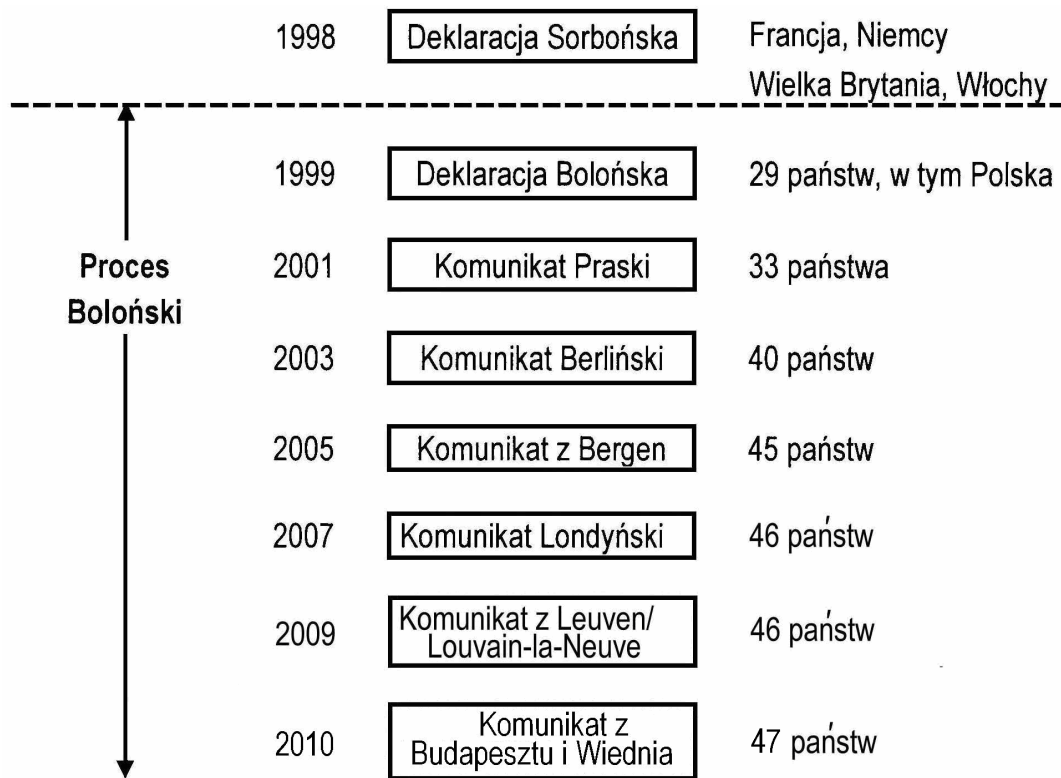 1998 Deklaracja Sorbońska Francja, Niemcy
Wielka Brytania, Włochy
1999 Deklaracja Bolońska 29 państw, w tym Polska
Proces
Boloński
2001 Komunikat Praski 33 państwa
2003 Komunikat Berliński 40 państw
2005 Komunikat z Bergen 45 państw
2007 Komunikat Londyński 46 państw
2009 Komunikat z Leuven/
Louvain-la-Neuve 46 państw
2010 Komunikat z
Budapesztu i Wiednia 47 państw